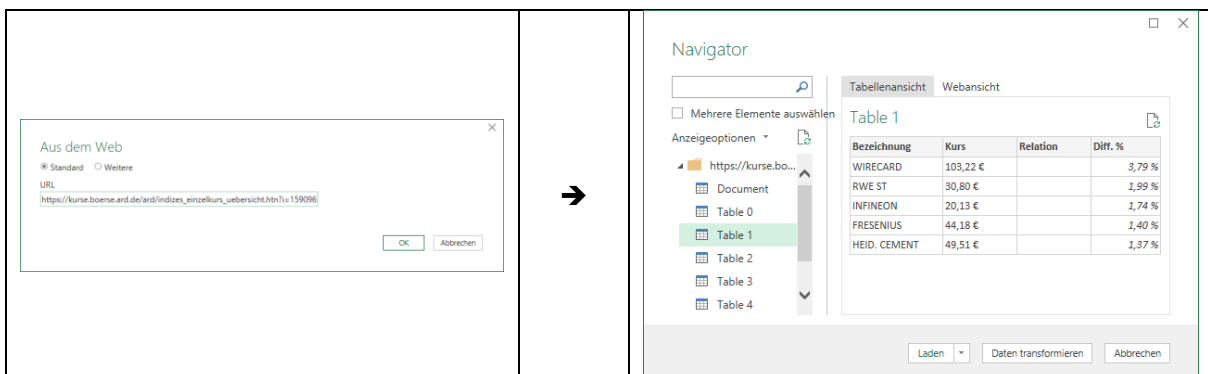 Aus dem Web
Standard Weitere
URL
https://kurse.boerse.ard.de/ard/indizes_einzelkurs_uebersicht.htn?i=159096
OK Abbrechen
➔
Navigator
Mehrere Elemente auswählen
Anzeigeoptionen
https://kurse.bo...
Document
Table 0
Table 1
Table 2
Table 3
Table 4
Tabellenansicht Webansicht
Table 1
Bezeichnung Kurs Relation Diff. %
WIRECARD 103,22 € 3,79 %
RWE ST 30,80 € 1,99 %
INFINEON 20,13 € 1,74 %
FRESENIUS 44,18 € 1,40 %
HEID. CEMENT 49,51 € 1,37 %
Laden Daten transformieren Abbrechen